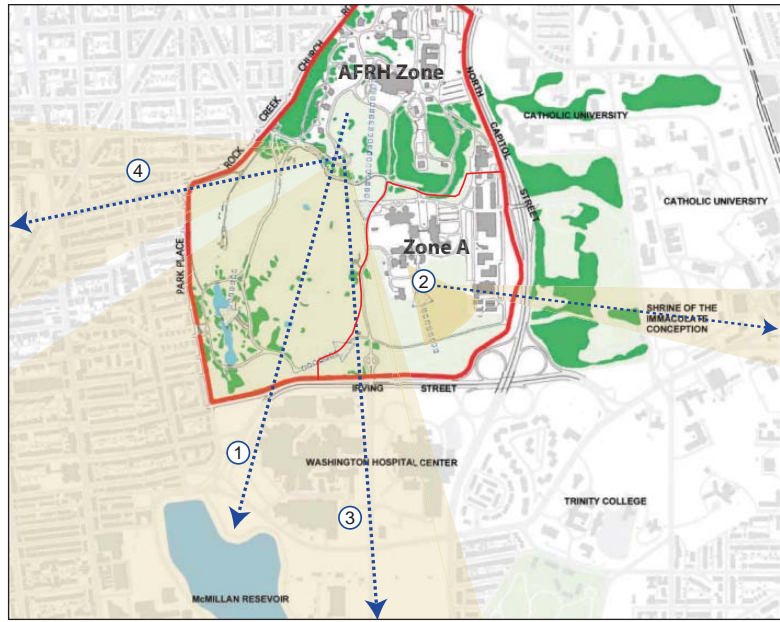 ROCK CREEK CHURCH RO
AFRH Zone
NORTH CAPITOL STREET
CATHOLIC UNIVERSITY
4
CATHOLIC UNIVERSITY
PARK PLACE
Zone A
2
SHRINE OF THE
IMMACULATE
CONCEPTION
IRVING STREET
1
WASHINGTON HOSPITAL CENTER
TRINITY COLLEGE
3
McMILLAN RESEVOIR